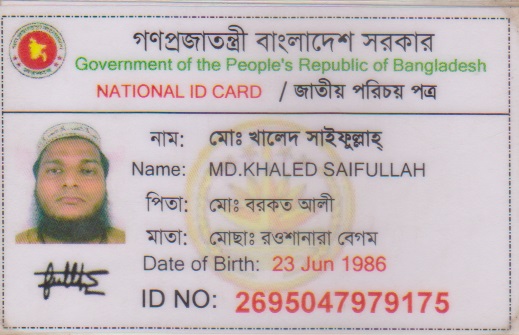 গণপ্রজাতন্ত্রী বাংলাদেশ সরকার
Government of the People's Republic of Bangladesh
NATIONAL ID CARD / জাতীয় পরিচয় পত্র
নাম: মোঃ খালেদ সাইফুল্লাহ্
Name: MD.KHALED SAIFULLAH
পিতা: মোঃ বরকত আলী
মাতা: মোছাঃ রওশানারা বেগম
Date of Birth: 23 Jun 1986
ID NO: 2695047979175